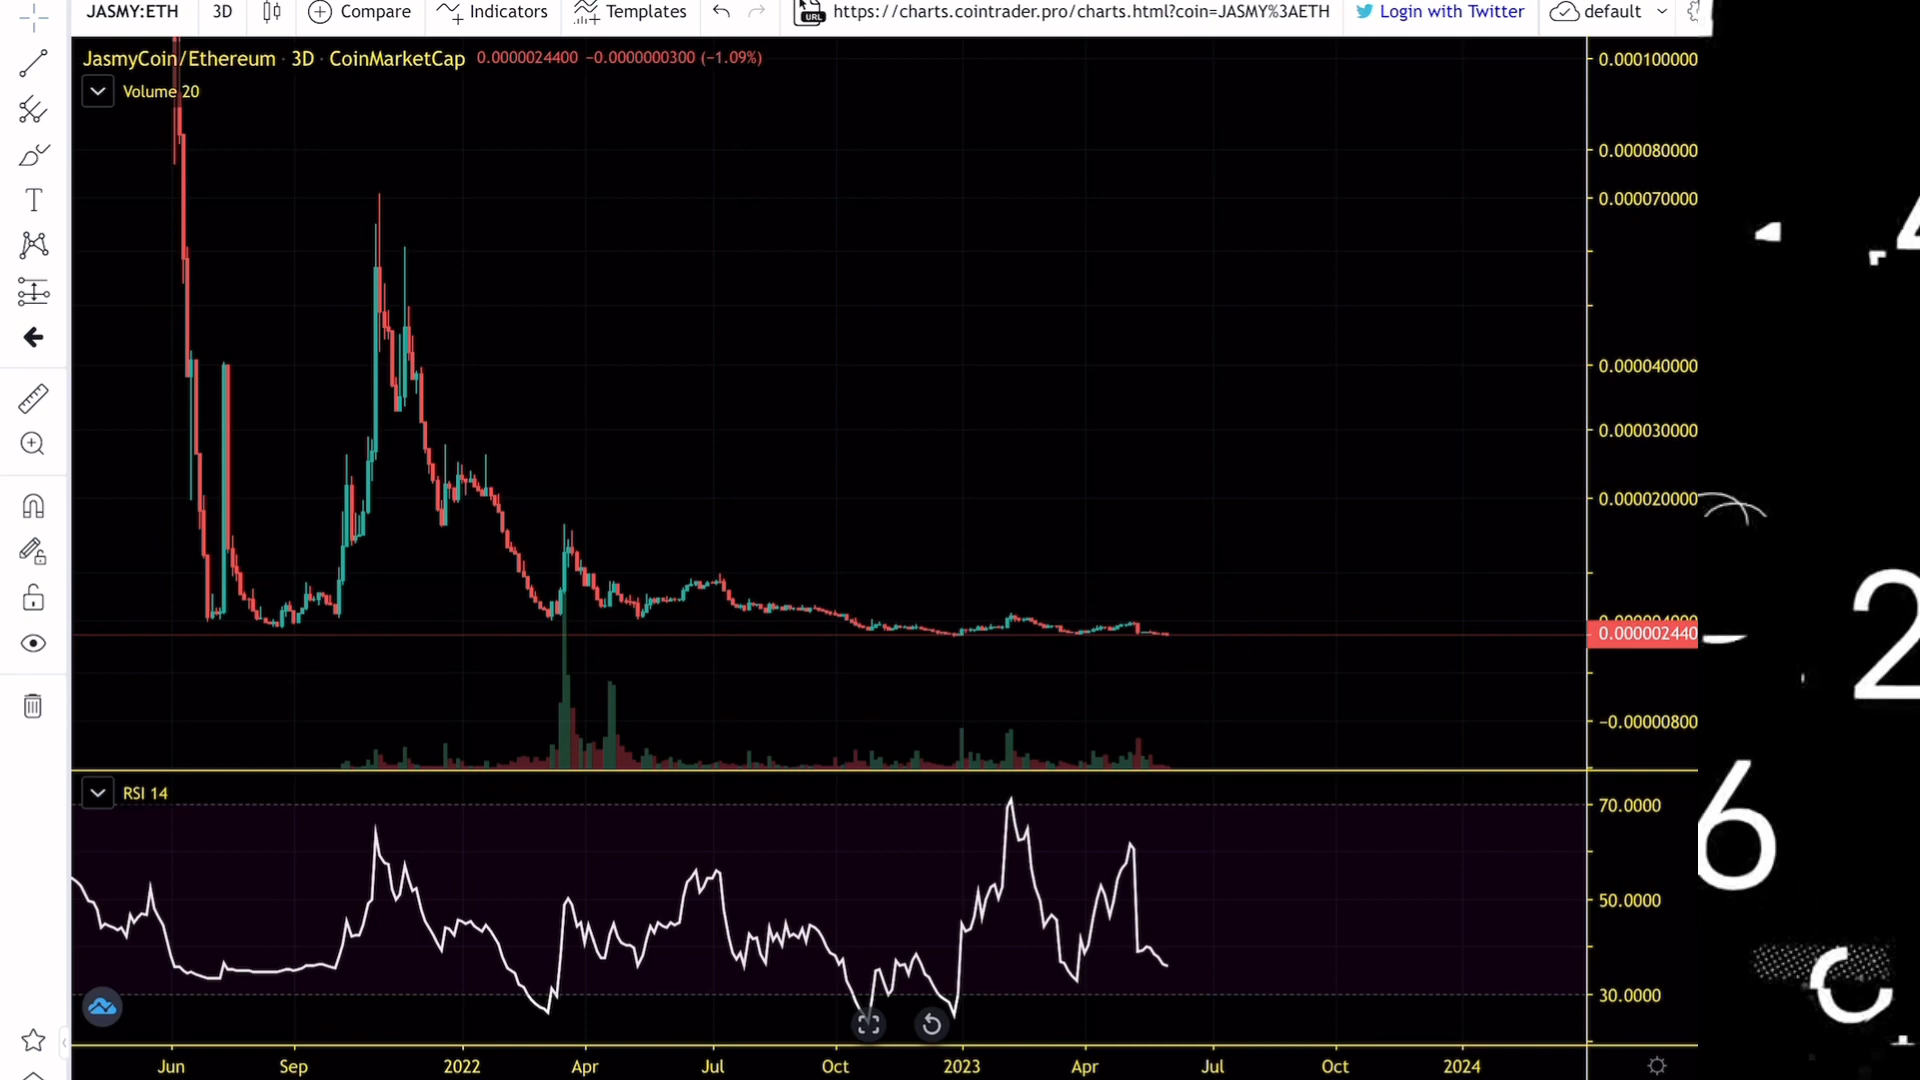 JASMY:ETH 3D Compare Indicators Templates URL https://charts.cointrader.pro/charts.html?coin=JASMY%3AETH Login with Twitter default
JasmyCoin/Ethereum · 3D · CoinMarketCap 0.0000024400 −0.0000000300 (−1.09%)
Volume 20
0.000100000
0.000080000
0.000070000
0.000040000
0.000030000
0.000020000
0.000002440
−0.00000800
RSI 14
70.0000
50.0000
30.0000
Jun Sep 2022 Apr Jul Oct 2023 Apr Jul Oct 2024
2
6